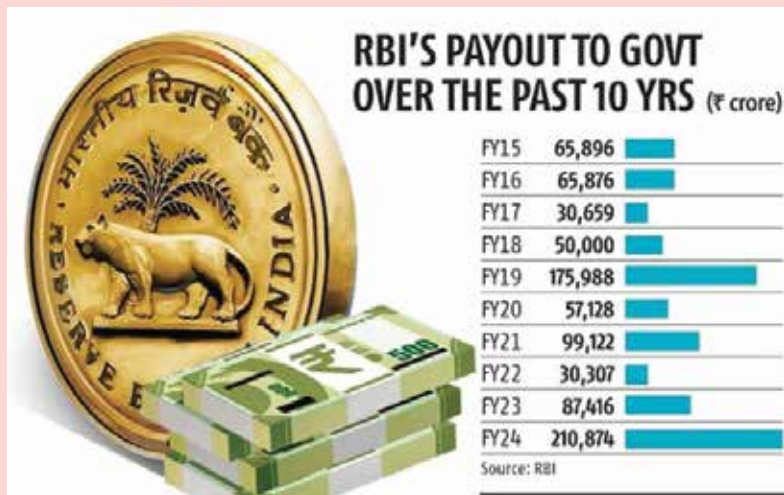 RBI'S PAYOUT TO GOVT
OVER THE PAST 10 YRS (₹ crore)
भारतीय रिज़र्व बैंक
RESERVE
INDIA
500
FY15 65,896
FY16 65,876
FY17 30,659
FY18 50,000
FY19 175,988
FY20 57,128
FY21 99,122
FY22 30,307
FY23 87,416
FY24 210,874
Source: RBI